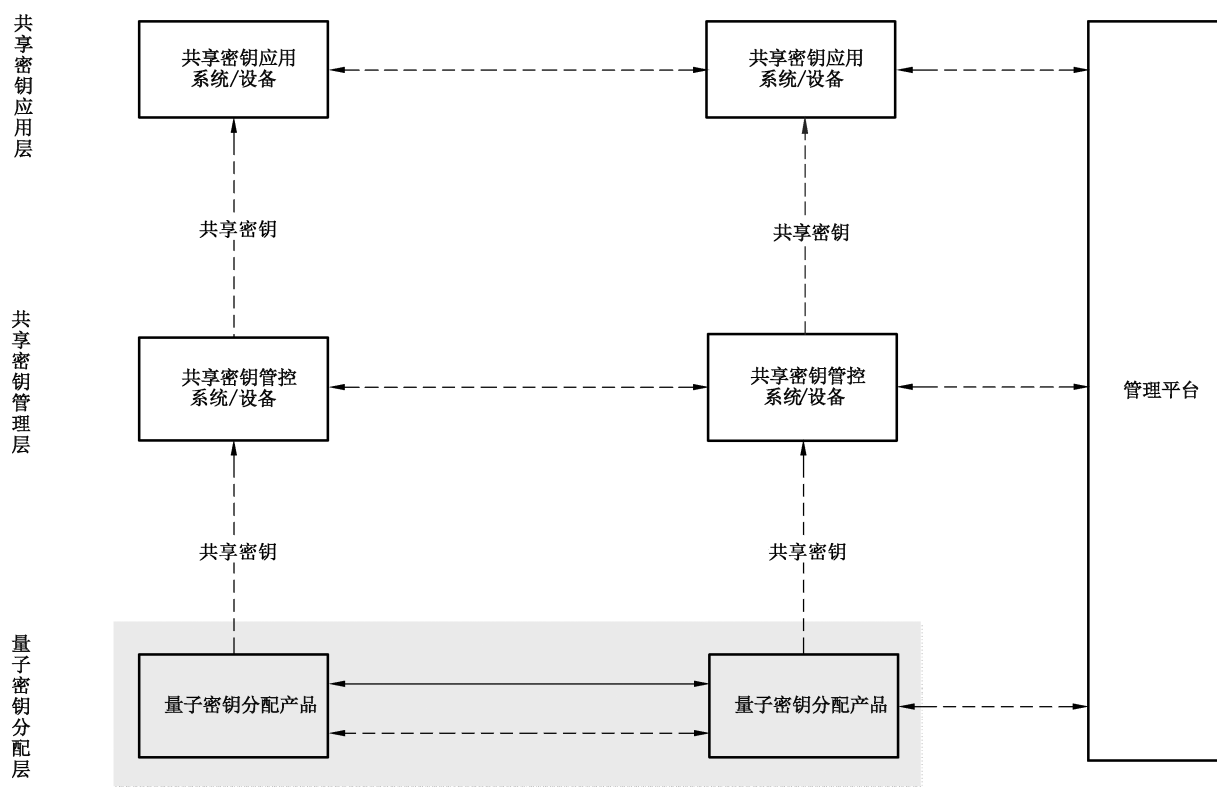 共享密钥应用层
共享密钥应用
系统/设备
共享密钥应用
系统/设备
共享密钥
共享密钥
共享密钥管理层
共享密钥管控
系统/设备
共享密钥管控
系统/设备
管理平台
共享密钥
共享密钥
量子密钥分配层
量子密钥分配产品
量子密钥分配产品